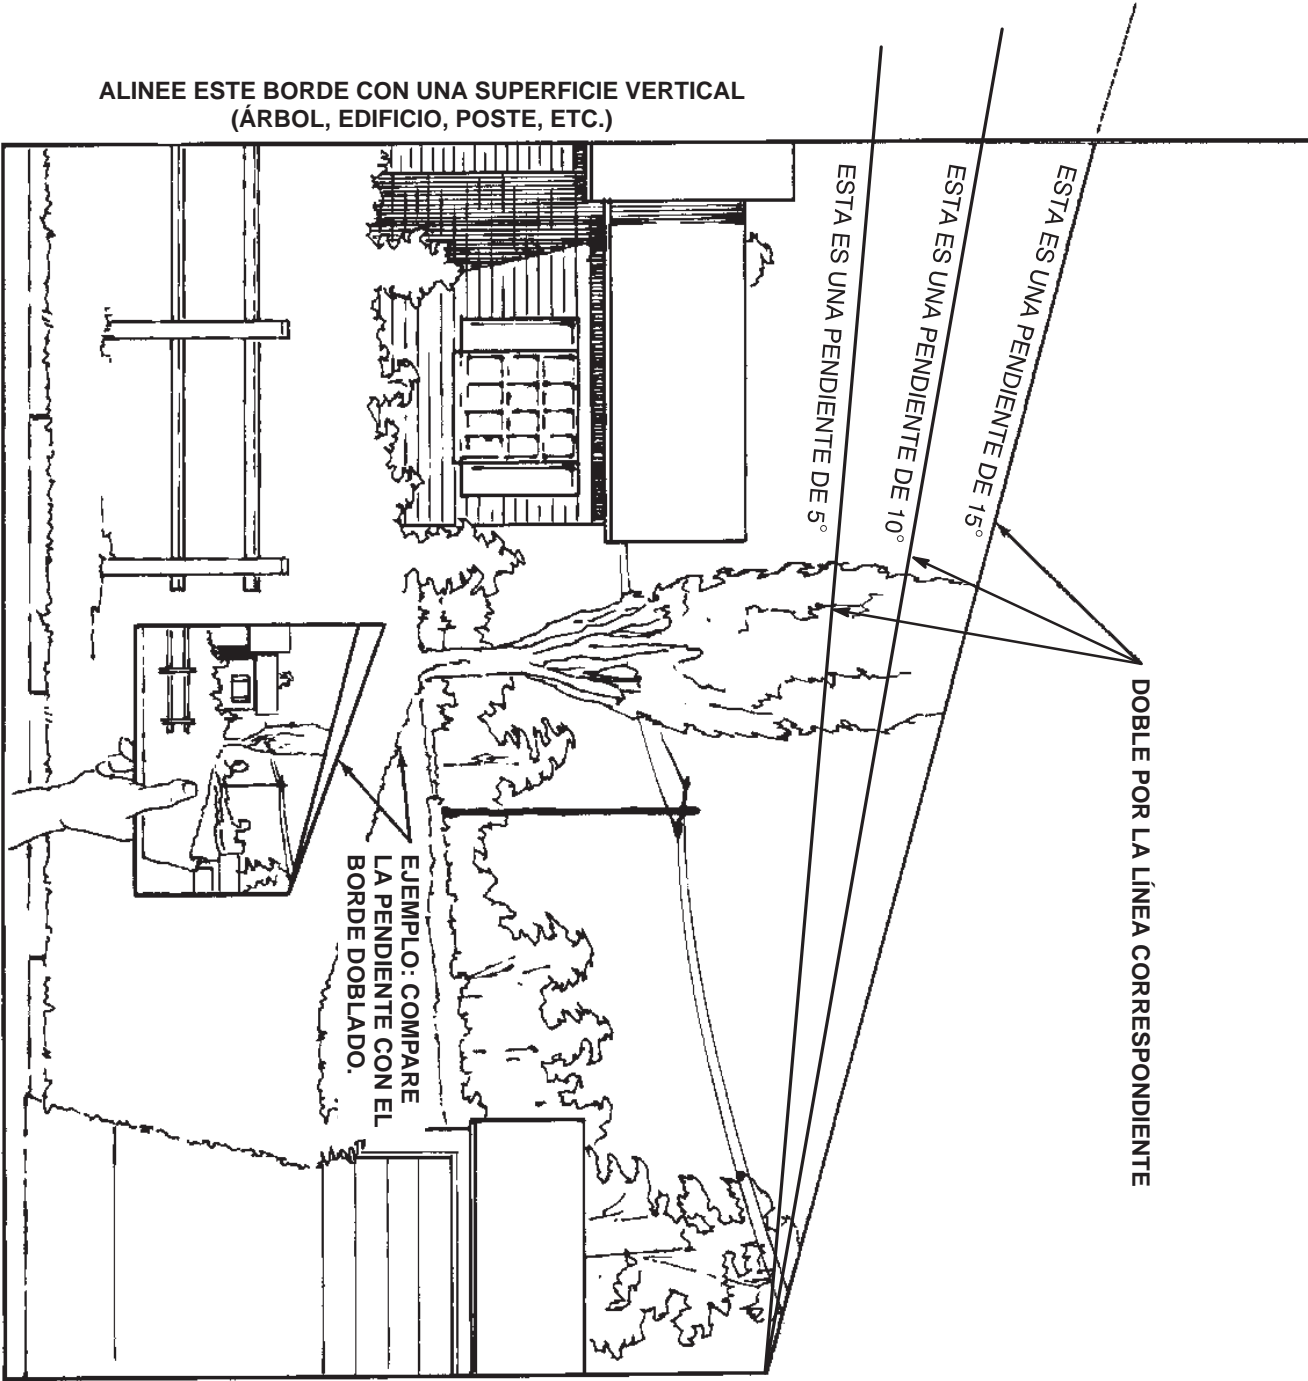 ALINEE ESTE BORDE CON UNA SUPERFICIE VERTICAL
(ÁRBOL, EDIFICIO, POSTE, ETC.)
ESTA ES UNA PENDIENTE DE 15°
ESTA ES UNA PENDIENTE DE 10°
ESTA ES UNA PENDIENTE DE 5°
DOBLE POR LA LÍNEA CORRESPONDIENTE
EJEMPLO: COMPARE
LA PENDIENTE CON EL
BORDE DOBLADO.